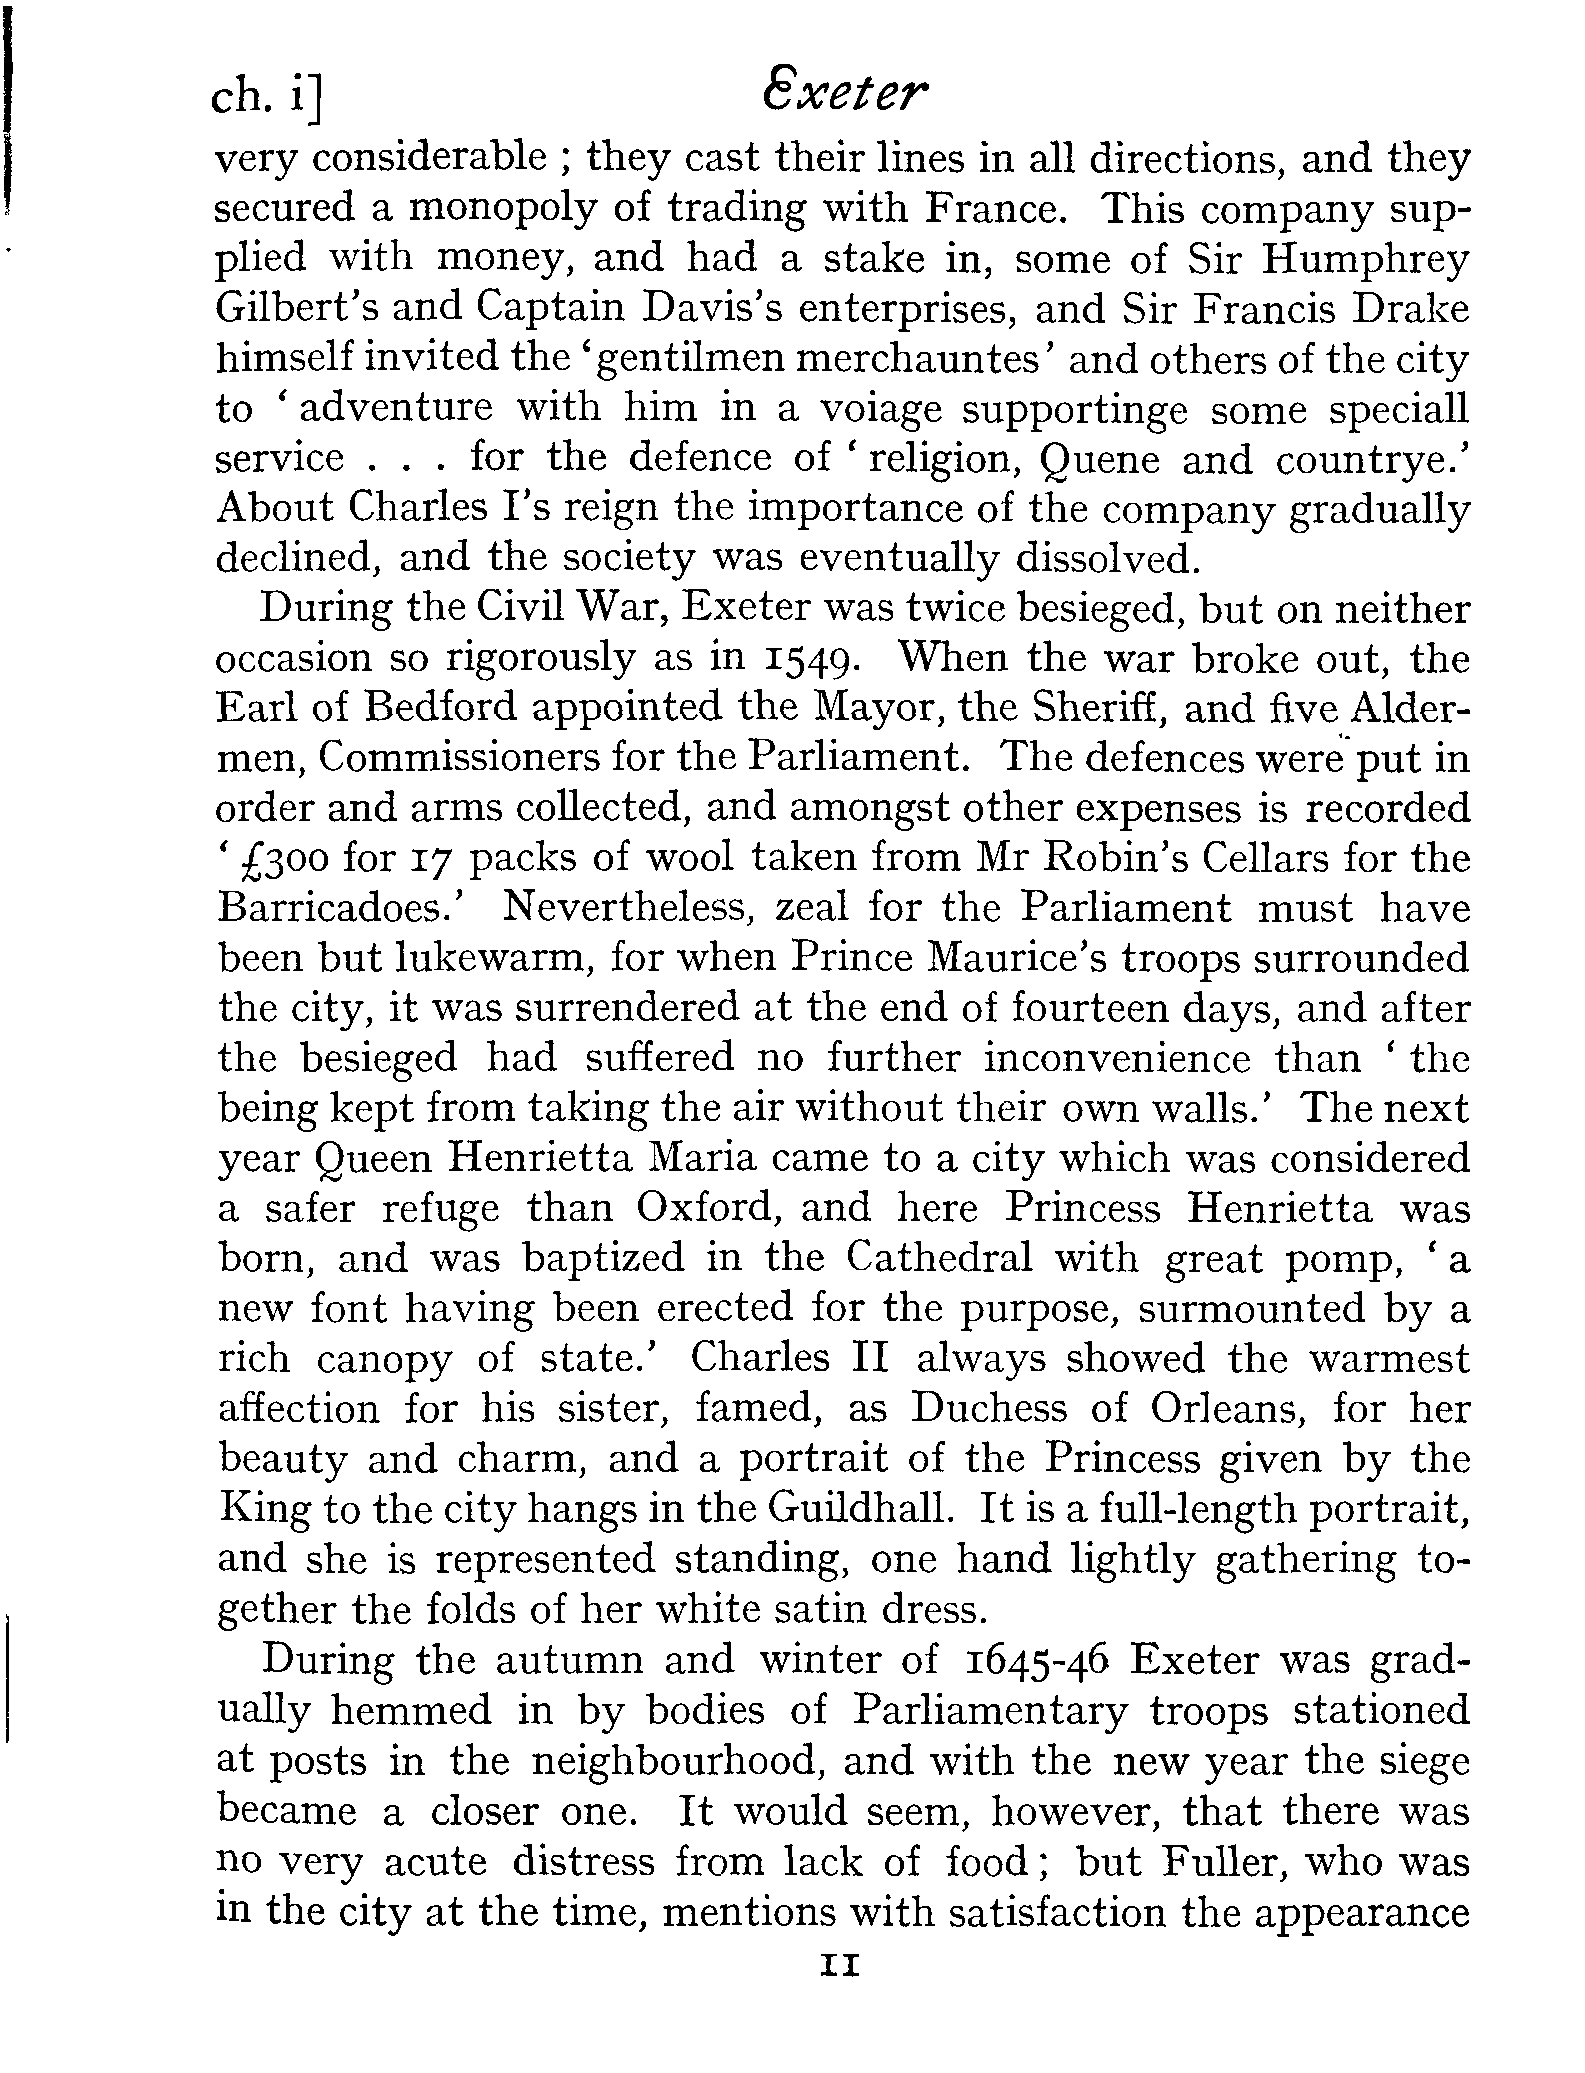 ch. i] Exeter
very considerable ; they cast their lines in all directions, and they
secured a monopoly of trading with France. This company sup-
plied with money, and had a stake in, some of Sir Humphrey
Gilbert's and Captain Davis's enterprises, and Sir Francis Drake
himself invited the ‘gentilmen merchauntes’ and others of the city
to ‘ adventure with him in a voiage supportinge some speciall
service . . . for the defence of ‘ religion, Quene and countrye.’
About Charles I's reign the importance of the company gradually
declined, and the society was eventually dissolved.
During the Civil War, Exeter was twice besieged, but on neither
occasion so rigorously as in 1549. When the war broke out, the
Earl of Bedford appointed the Mayor, the Sheriff, and five Alder-
men, Commissioners for the Parliament. The defences were put in
order and arms collected, and amongst other expenses is recorded
‘ £300 for 17 packs of wool taken from Mr Robin's Cellars for the
Barricadoes.’ Nevertheless, zeal for the Parliament must have
been but lukewarm, for when Prince Maurice's troops surrounded
the city, it was surrendered at the end of fourteen days, and after
the besieged had suffered no further inconvenience than ‘ the
being kept from taking the air without their own walls.’ The next
year Queen Henrietta Maria came to a city which was considered
a safer refuge than Oxford, and here Princess Henrietta was
born, and was baptized in the Cathedral with great pomp, ‘ a
new font having been erected for the purpose, surmounted by a
rich canopy of state.’ Charles II always showed the warmest
affection for his sister, famed, as Duchess of Orleans, for her
beauty and charm, and a portrait of the Princess given by the
King to the city hangs in the Guildhall. It is a full-length portrait,
and she is represented standing, one hand lightly gathering to-
gether the folds of her white satin dress.
During the autumn and winter of 1645-46 Exeter was grad-
ually hemmed in by bodies of Parliamentary troops stationed
at posts in the neighbourhood, and with the new year the siege
became a closer one. It would seem, however, that there was
no very acute distress from lack of food ; but Fuller, who was
in the city at the time, mentions with satisfaction the appearance
11